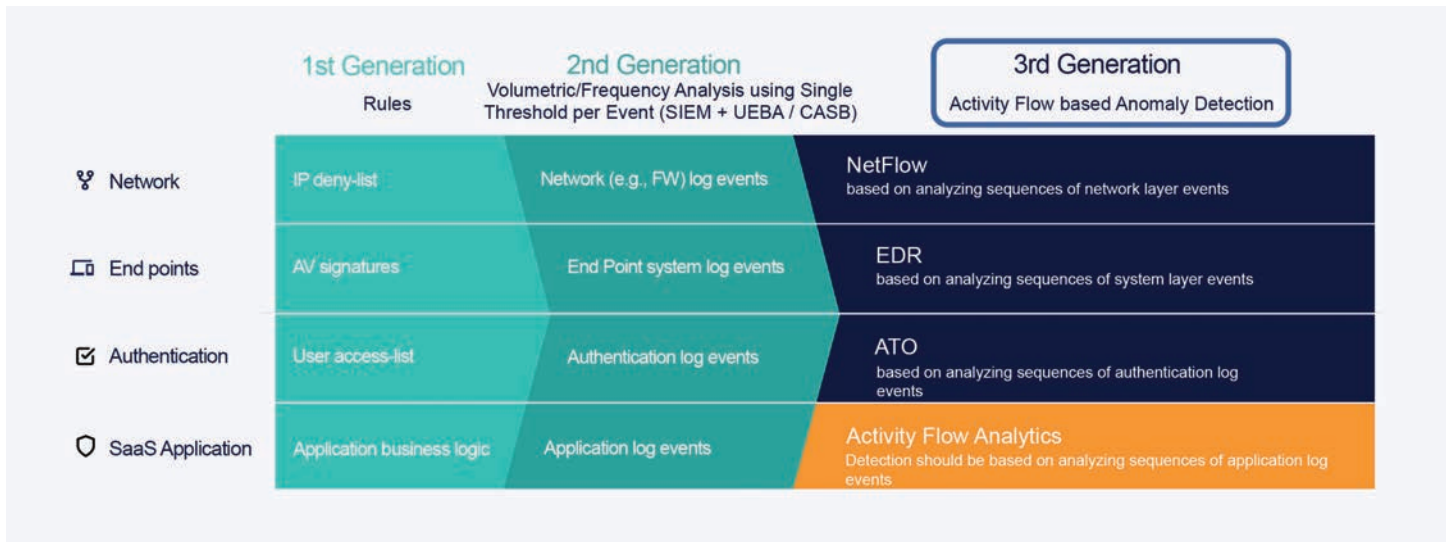 1st Generation
Rules
2nd Generation
Volumetric/Frequency Analysis using Single
Threshold per Event (SIEM + UEBA / CASB)
3rd Generation
Activity Flow based Anomaly Detection
Network
IP deny-list
Network (e.g., FW) log events
NetFlow
based on analyzing sequences of network layer events
End points
AV signatures
End Point system log events
EDR
based on analyzing sequences of system layer events
Authentication
User access-list
Authentication log events
ATO
based on analyzing sequences of authentication log
events
SaaS Application
Application business logic
Application log events
Activity Flow Analytics
Detection should be based on analyzing sequences of application log
events